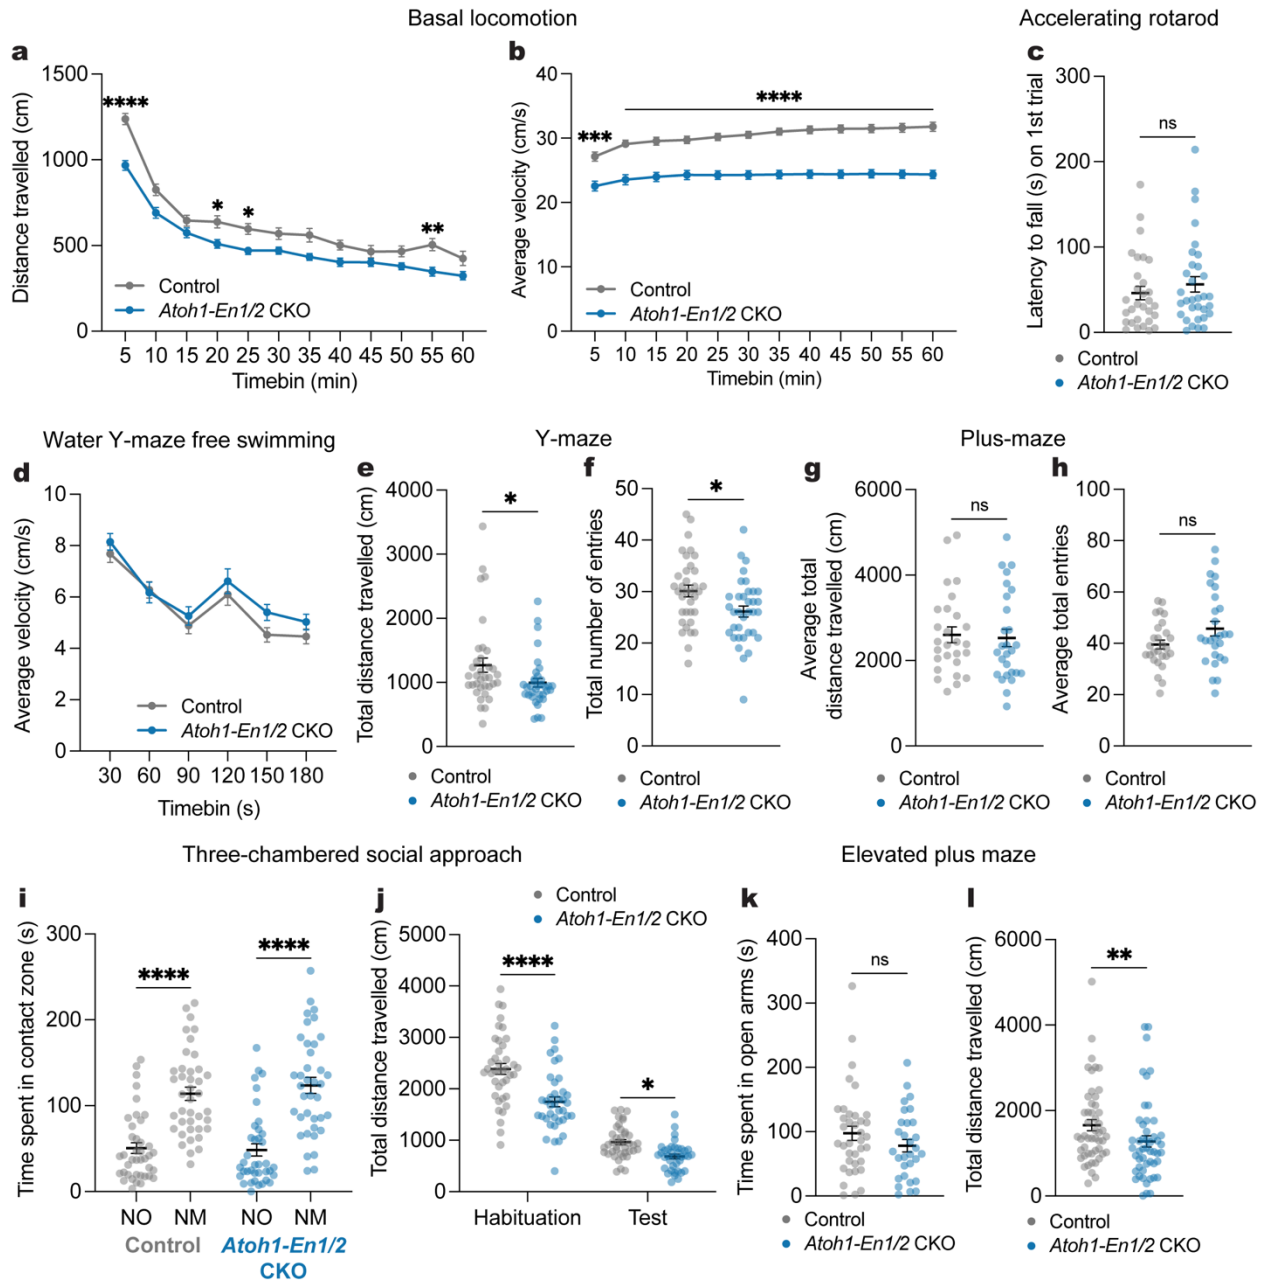 Basal locomotion
Accelerating rotarod
a
Distance travelled (cm)
1500
1000
500
0
****
*
*
**
Control
Atoh1-En1/2 CKO
5 10 15 20 25 30 35 40 45 50 55 60
Timebin (min)
b
Average velocity (cm/s)
40
30
20
10
0
***
****
Control
Atoh1-En1/2 CKO
5 10 15 20 25 30 35 40 45 50 55 60
Timebin (min)
c
Latency to fall (s) on 1st trial
300
200
100
0
ns
Control
Atoh1-En1/2 CKO
Water Y-maze free swimming
Y-maze
Plus-maze
d
Average velocity (cm/s)
10
8
6
4
2
0
Control
Atoh1-En1/2 CKO
30 60 90 120 150 180
Timebin (s)
e
Total distance travelled (cm)
4000
3000
2000
1000
0
*
Control
Atoh1-En1/2 CKO
f
Total number of entries
50
40
30
20
10
0
*
Control
Atoh1-En1/2 CKO
g
Average total
distance travelled (cm)
6000
4000
2000
0
ns
Control
Atoh1-En1/2 CKO
h
Average total entries
100
80
60
40
20
0
ns
Control
Atoh1-En1/2 CKO
Three-chambered social approach
Elevated plus maze
i
Time spent in contact zone (s)
300
200
100
0
****
****
NO NM NO NM
Control
Atoh1-En1/2
CKO
j
Control
Atoh1-En1/2 CKO
Total distance travelled (cm)
5000
4000
3000
2000
1000
0
****
*
Habituation Test
k
Time spent in open arms (s)
400
300
200
100
0
ns
Control
Atoh1-En1/2 CKO
l
Total distance travelled (cm)
6000
4000
2000
0
**
Control
Atoh1-En1/2 CKO